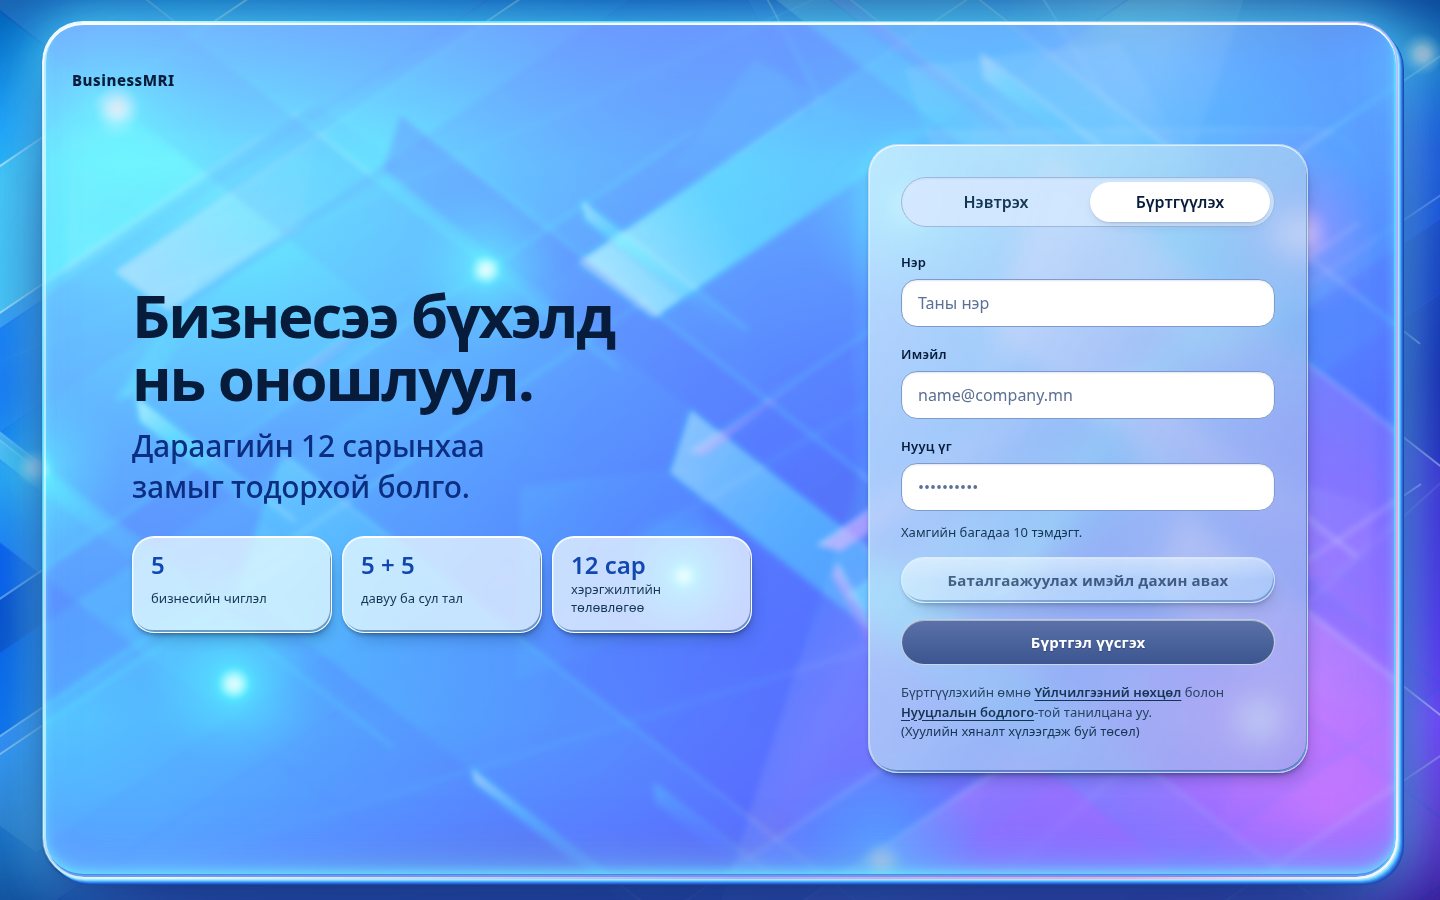 BusinessMRI
Бизнесээ бүхэлд
нь оношлуул.
Дараагийн 12 сарынхаа
замыг тодорхой болго.
5
бизнесийн чиглэл
5 + 5
давуу ба сул тал
12 сар
хэрэгжилтийн
төлөвлөгөө
Нэвтрэх
Бүртгүүлэх
Нэр
Таны нэр
Имэйл
name@company.mn
Нууц үг
••••••••••
Хамгийн багадаа 10 тэмдэгт.
Баталгаажуулах имэйл дахин авах
Бүртгэл үүсгэх
Бүртгүүлэхийн өмнө Үйлчилгээний нөхцөл болон
Нууцлалын бодлого-той танилцана уу.
(Хуулийн хяналт хүлээгдэж буй төсөл)